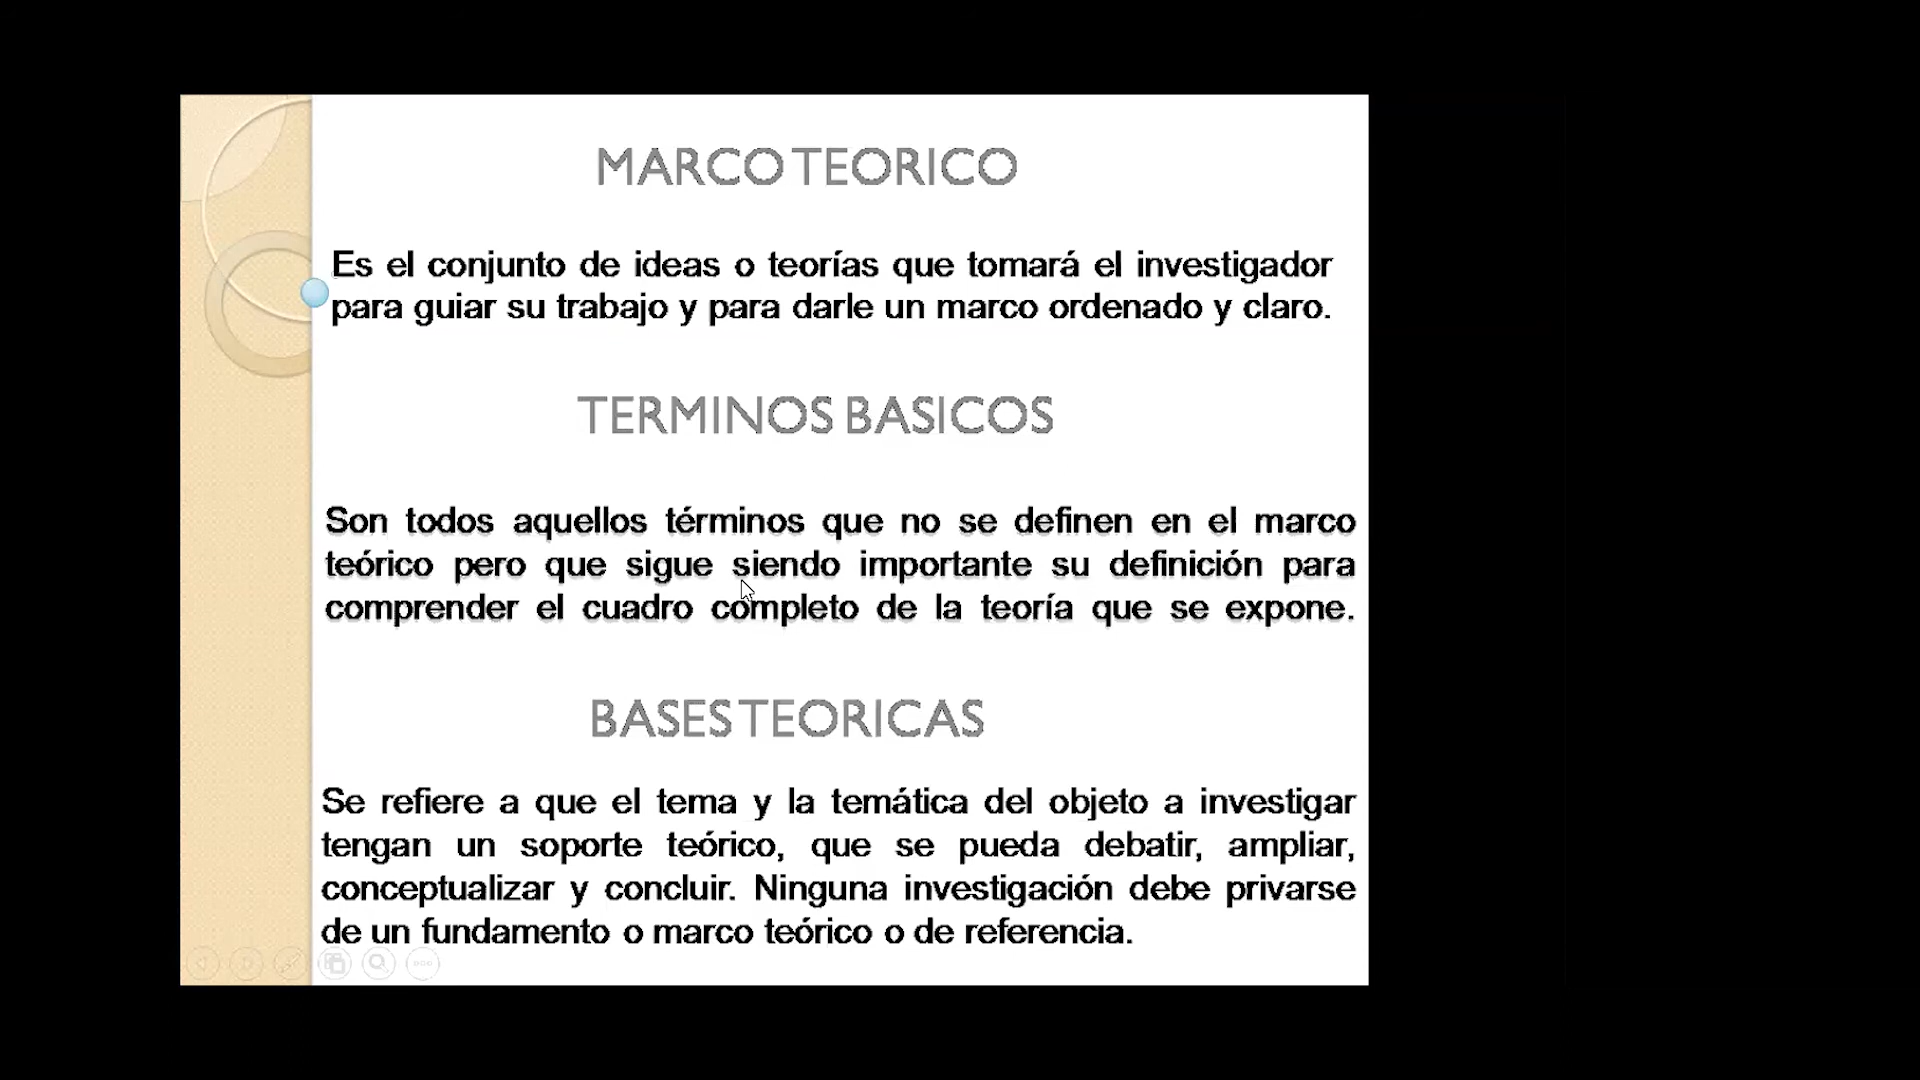 MARCO TEORICO
Es el conjunto de ideas o teorías que tomará el investigador
para guiar su trabajo y para darle un marco ordenado y claro.
TERMINOS BASICOS
Son todos aquellos términos que no se definen en el marco
teórico pero que sigue siendo importante su definición para
comprender el cuadro completo de la teoría que se expone.
BASES TEORICAS
Se refiere a que el tema y la temática del objeto a investigar
tengan un soporte teórico, que se pueda debatir, ampliar,
conceptualizar y concluir. Ninguna investigación debe privarse
de un fundamento o marco teórico o de referencia.